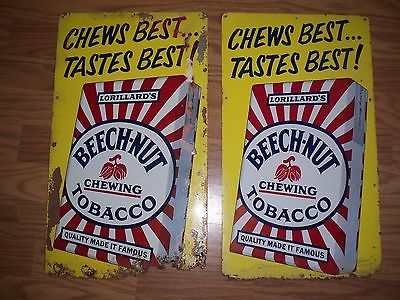 CHEWS BEST...
TASTES BEST
LORILLARD'S
BEECH-NUT
CHEWING
TOBACCO
QUALITY MADE IT FAMOUS
CHEWS BEST...
TASTES BEST!
LORILLARD'S
BEECH-NUT
CHEWING
TOBACCO
QUALITY MADE IT FAMOUS